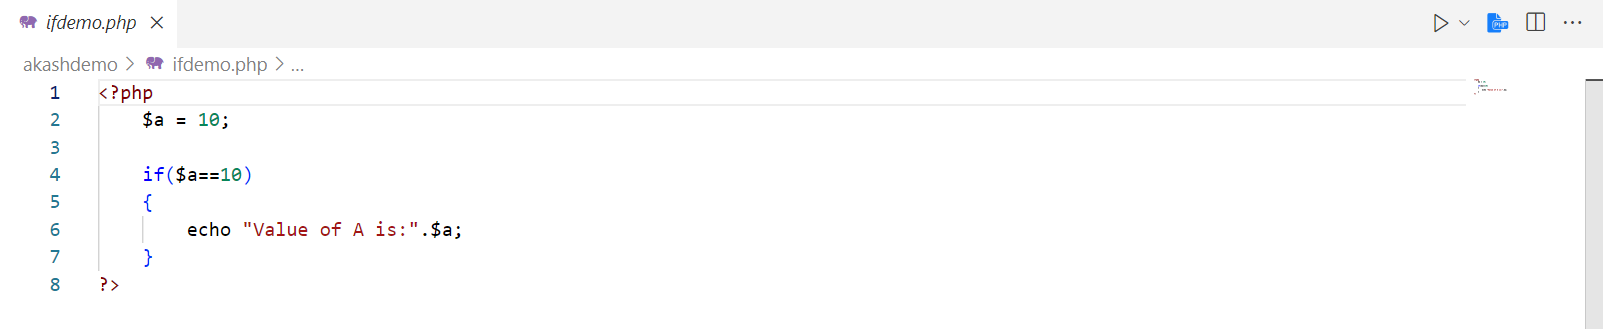 ifdemo.php
akashdemo > ifdemo.php > ...
1 <?php
2     $a = 10;
3
4     if($a==10)
5     {
6         echo "Value of A is:".$a;
7     }
8 ?>